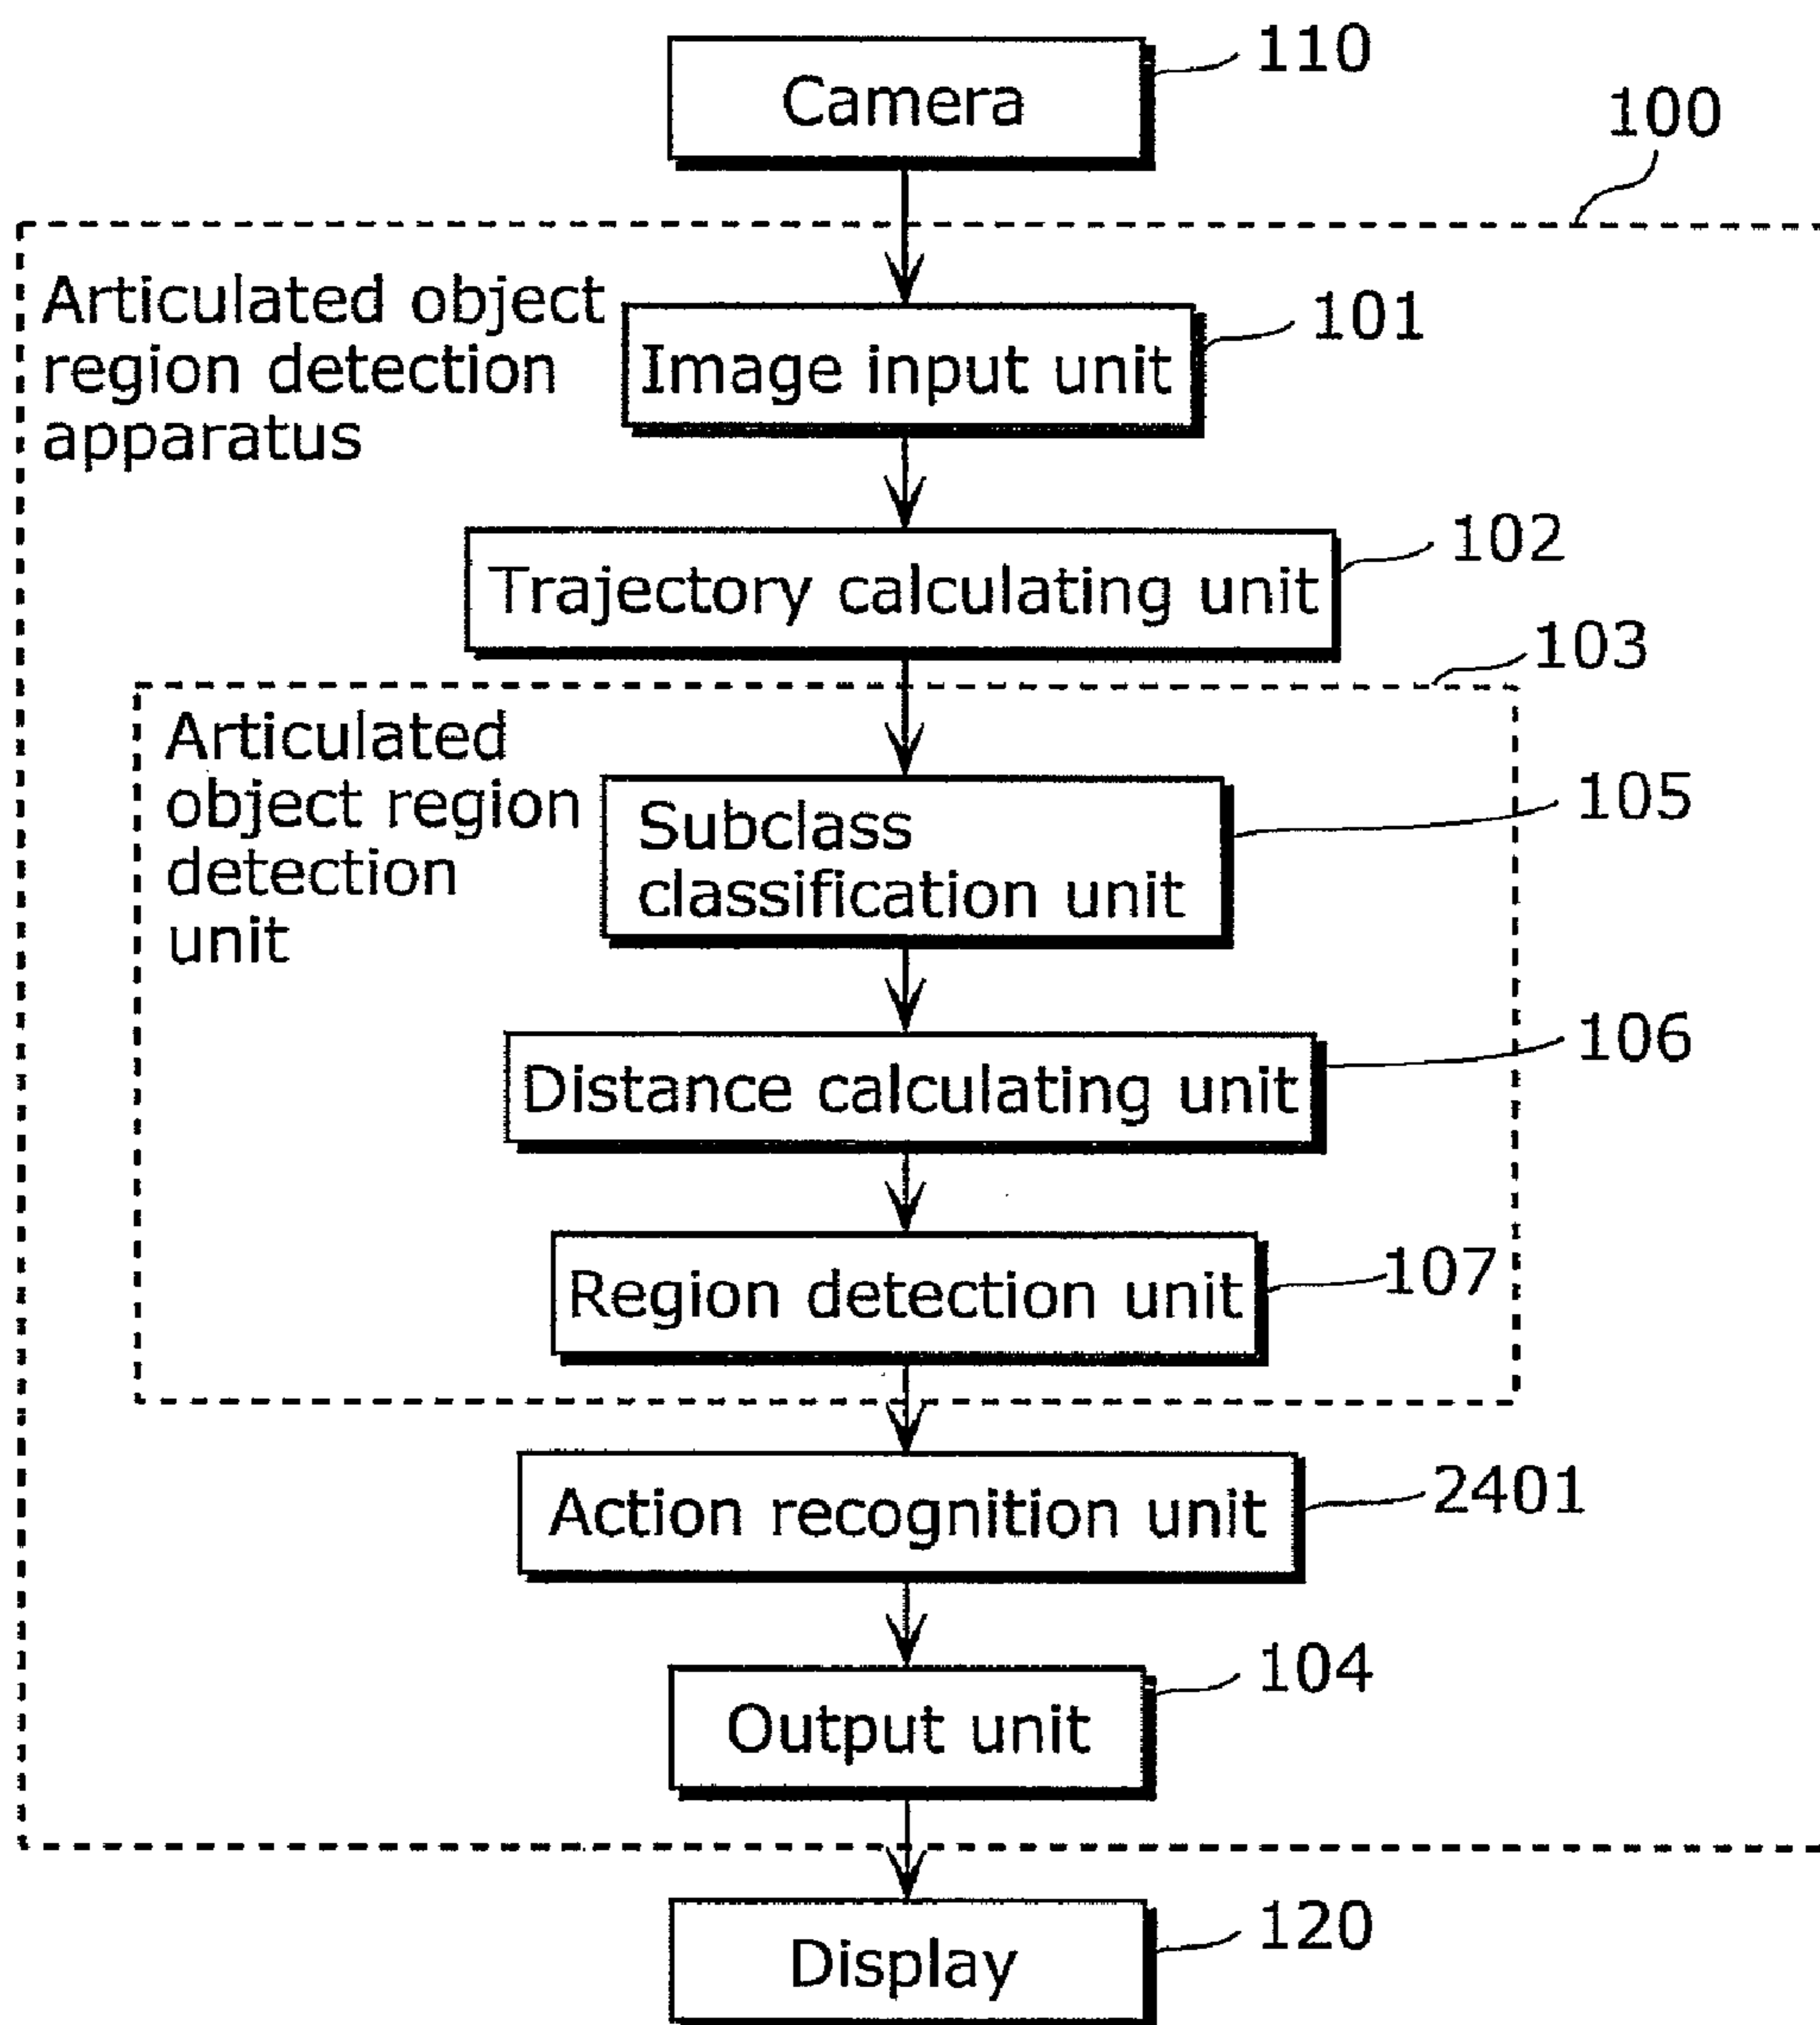 Camera
110
100
Articulated object
region detection
apparatus
Image input unit
101
Trajectory calculating unit
102
103
Articulated
object region
detection
unit
Subclass
classification unit
105
Distance calculating unit
106
Region detection unit
107
Action recognition unit
2401
Output unit
104
Display
120